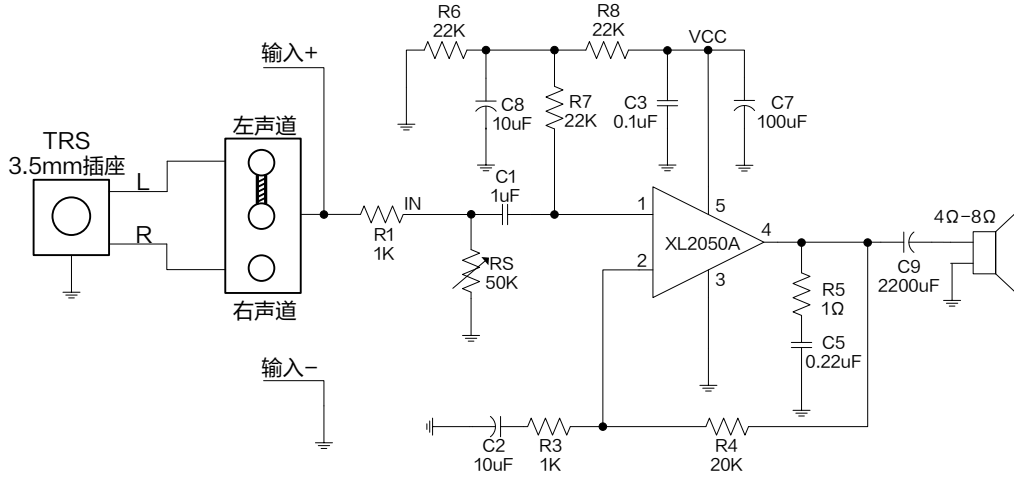 R6
22K
R8
22K
VCC
输入+
C8
10uF
R7
22K
C3
0.1uF
C7
100uF
TRS
3.5mm插座
左声道
L
R
右声道
C1
1uF
IN
R1
1K
RS
50K
1
2
5
XL2050A
4
3
4Ω-8Ω
C9
2200uF
R5
1Ω
C5
0.22uF
输入-
C2
10uF
R3
1K
R4
20K